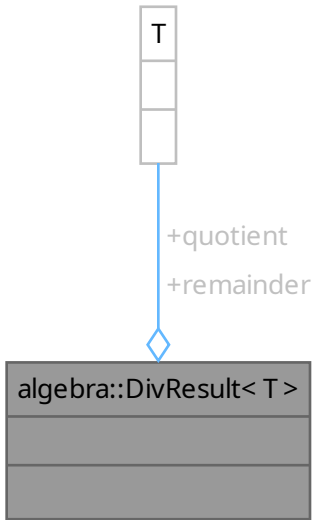 T
+quotient
+remainder
algebra::DivResult< T >